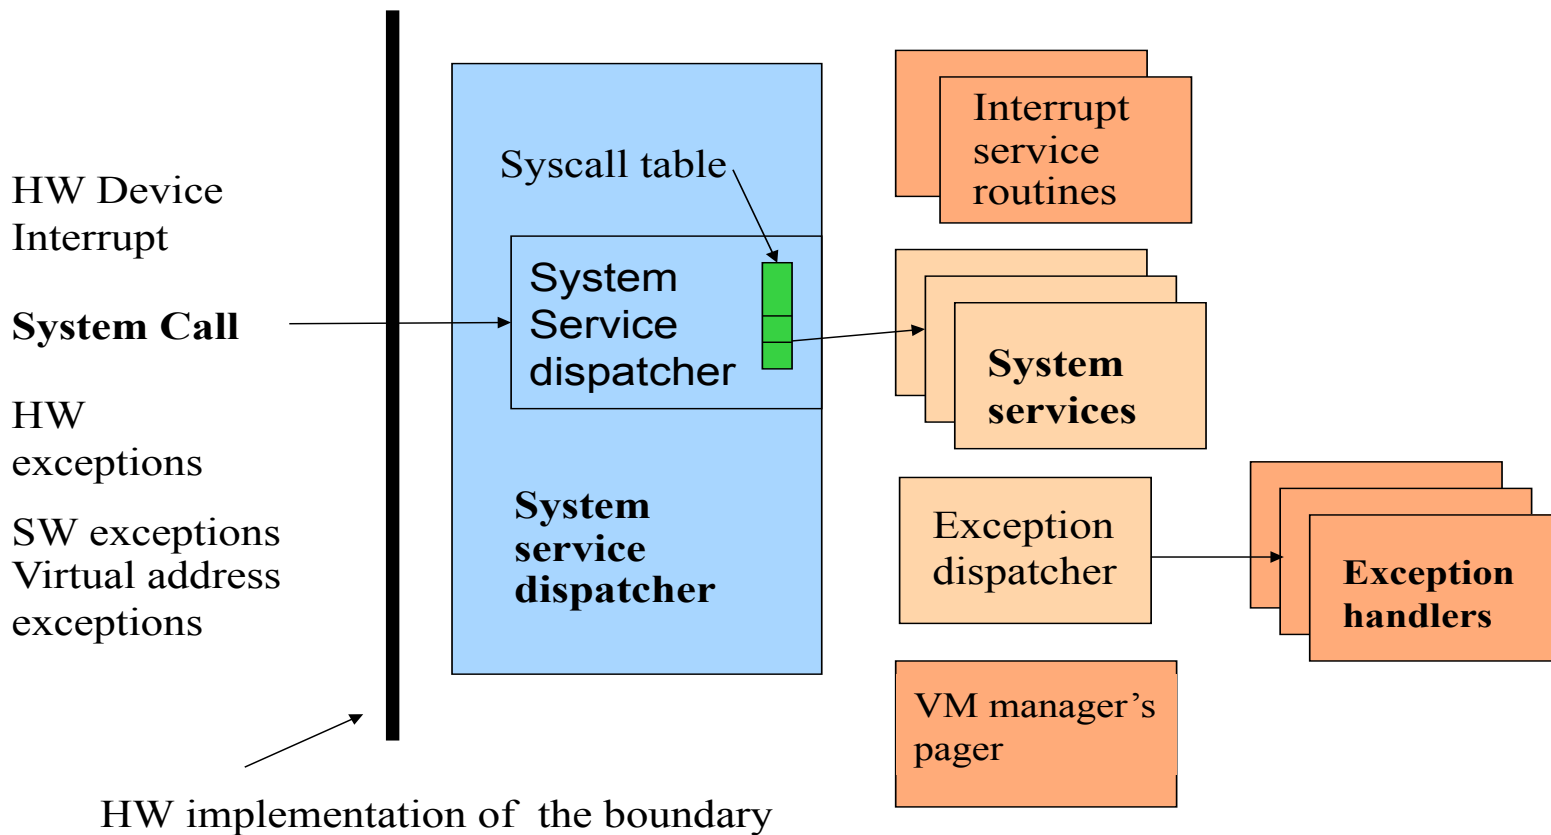 HW Device
Interrupt
System Call
HW
exceptions
SW exceptions
Virtual address
exceptions
HW implementation of the boundary
Syscall table
System
Service
dispatcher
System
service
dispatcher
Interrupt
service
routines
System
services
Exception
dispatcher
Exception
handlers
VM manager’s
pager